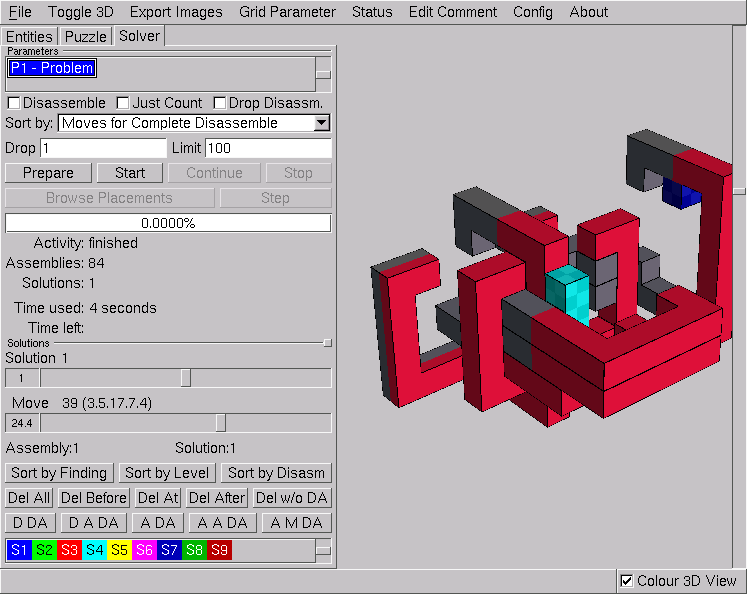 File Toggle 3D Export Images Grid Parameter Status Edit Comment Config About
Entities Puzzle Solver
Parameters
P1 - Problem
Disassemble Just Count Drop Disassm.
Sort by: Moves for Complete Disassemble
Drop 1 Limit 100
Prepare Start Continue Stop
Browse Placements Step
0.0000%
Activity: finished
Assemblies: 84
Solutions: 1
Time used: 4 seconds
Time left:
Solutions
Solution 1
1
Move 39 (3.5.17.7.4)
24.4
Assembly:1 Solution:1
Sort by Finding Sort by Level Sort by Disasm
Del All Del Before Del At Del After Del w/o DA
D DA D A DA A DA A A DA A M DA
S1 S2 S3 S4 S5 S6 S7 S8 S9
Colour 3D View